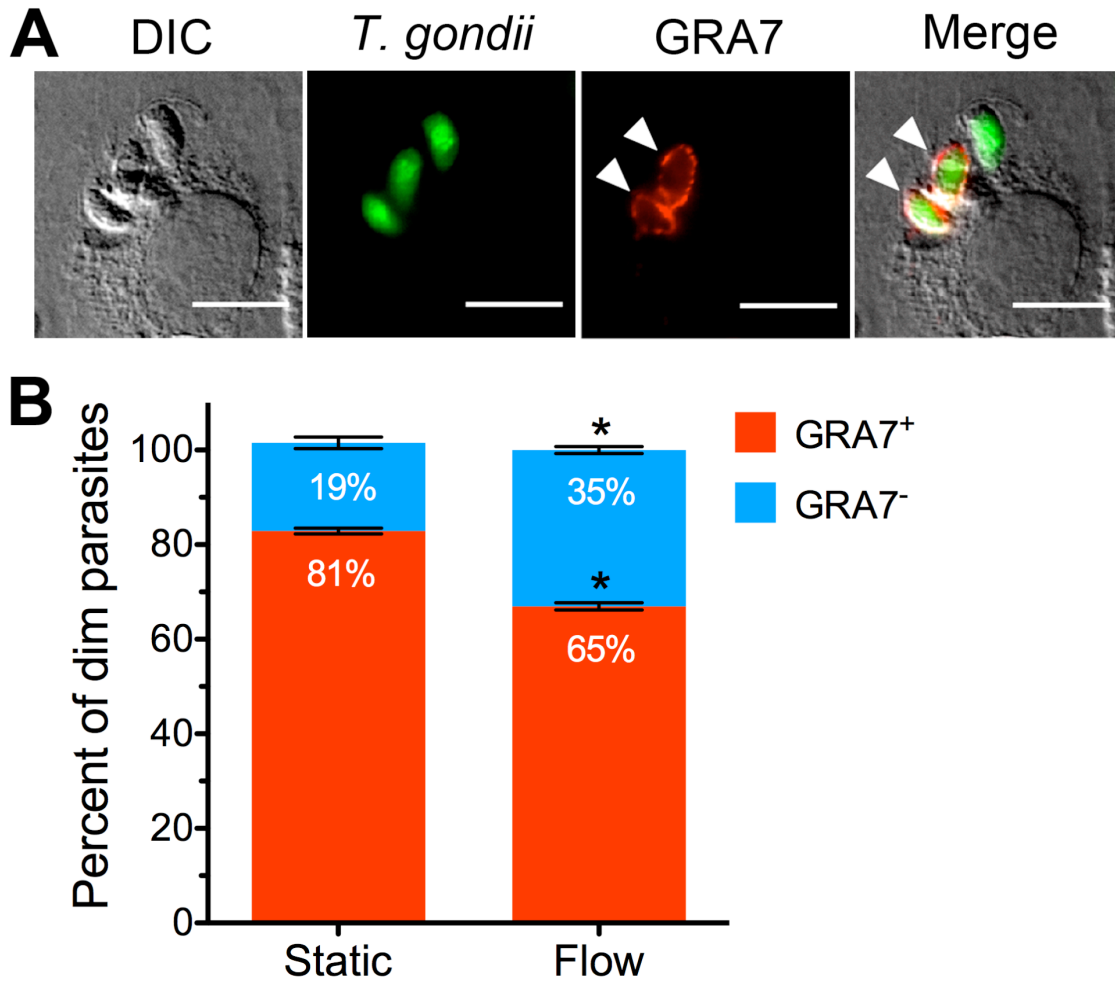 A
DIC
T. gondii
GRA7
Merge
B
Percent of dim parasites
100
80
60
40
20
0
*
19%
35%
81%
*
65%
Static
Flow
GRA7⁺
GRA7⁻